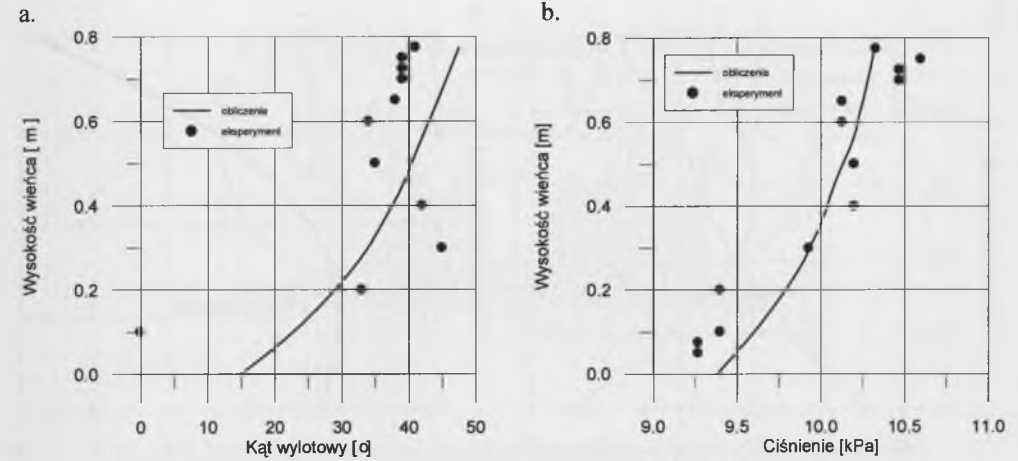 a.
0.8
0.6
0.4
0.2
0.0
Wysokość wieńca [ m ]
obliczenia
eksperyment
0
10
20
30
40
50
Kąt wylotowy [ o]
b.
0.8
0.6
0.4
0.2
0.0
Wysokość wieńca [m]
obliczenia
eksperyment
9.0
9.5
10.0
10.5
11.0
Ciśnienie [kPa]